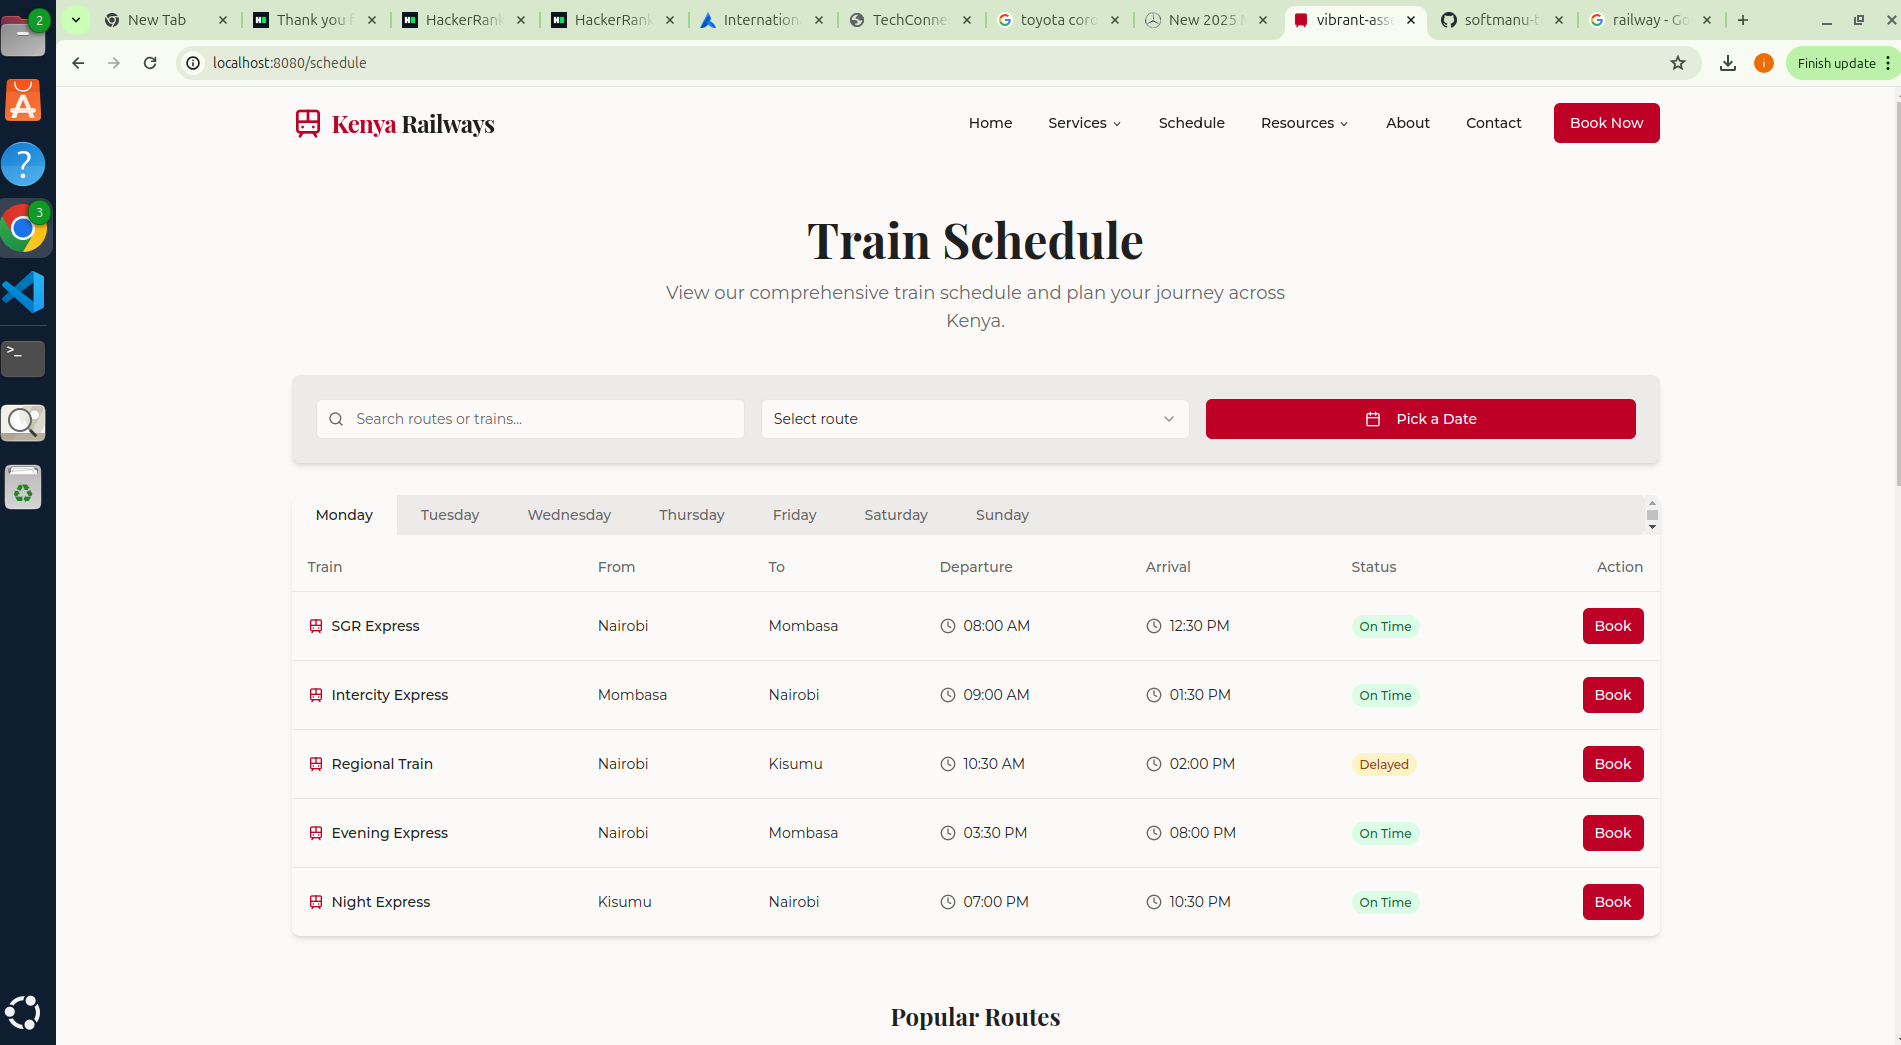 2
New Tab
Thank you f
HackerRank
HackerRank
International
TechConnec
toyota coro
New 2025 M
vibrant-asse
softmanu-t
railway - Go
localhost:8080/schedule
Finish update
3
Kenya Railways
Home
Services
Schedule
Resources
About
Contact
Book Now
Train Schedule
View our comprehensive train schedule and plan your journey across
Kenya.
Search routes or trains...
Select route
Pick a Date
Monday
Tuesday
Wednesday
Thursday
Friday
Saturday
Sunday
Train From To Departure Arrival Status Action
SGR Express Nairobi Mombasa 08:00 AM 12:30 PM On Time Book
Intercity Express Mombasa Nairobi 09:00 AM 01:30 PM On Time Book
Regional Train Nairobi Kisumu 10:30 AM 02:00 PM Delayed Book
Evening Express Nairobi Mombasa 03:30 PM 08:00 PM On Time Book
Night Express Kisumu Nairobi 07:00 PM 10:30 PM On Time Book
Popular Routes